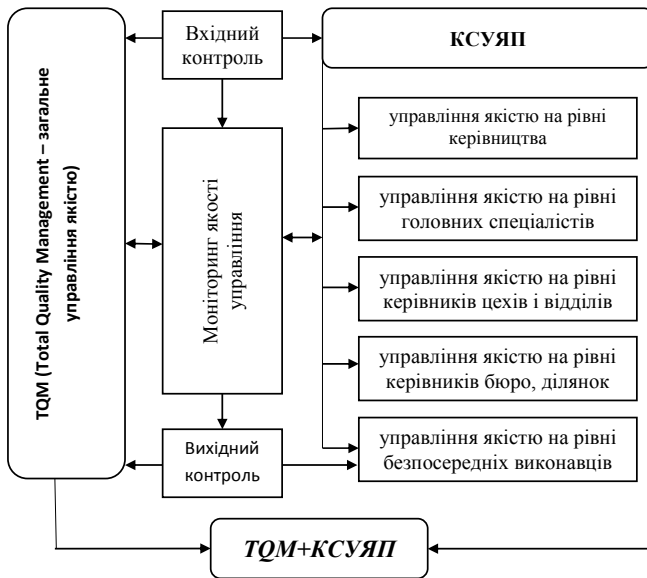 TQM (Total Quality Management – загальне
управління якістю)
Вхідний
контроль
КСУЯП
Моніторинг якості
управління
управління якістю на рівні
керівництва
управління якістю на рівні
головних спеціалістів
управління якістю на рівні
керівників цехів і відділів
управління якістю на рівні
керівників бюро, ділянок
Вихідний
контроль
управління якістю на рівні
безпосередніх виконавців
TQM+КСУЯП